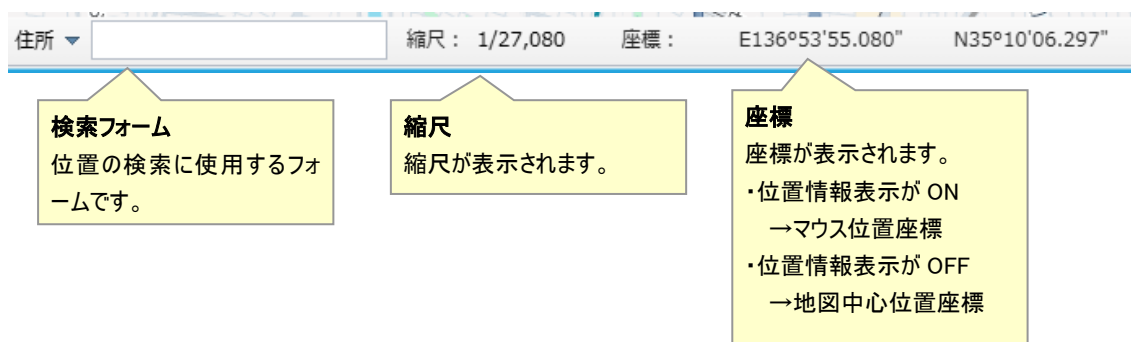 住所 ▼ 縮尺： 1/27,080 座標： E136°53'55.080" N35°10'06.297"
検索フォーム
位置の検索に使用するフォ
ームです。
縮尺
縮尺が表示されます。
座標
座標が表示されます。
・位置情報表示が ON
→マウス位置座標
・位置情報表示が OFF
→地図中心位置座標